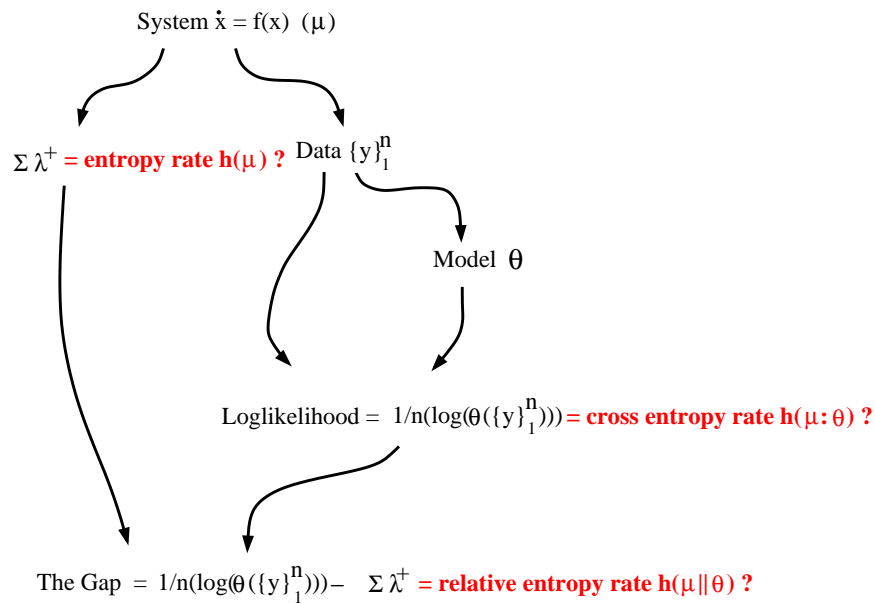 System ẋ = f(x) (μ)
Σ λ⁺ = entropy rate h(μ) ? Data {y}₁ⁿ
Model θ
Loglikelihood = 1/n(log(θ({y}₁ⁿ))) = cross entropy rate h(μ: θ) ?
The Gap = 1/n(log(θ({y}₁ⁿ))) – Σ λ⁺ = relative entropy rate h(μ||θ) ?